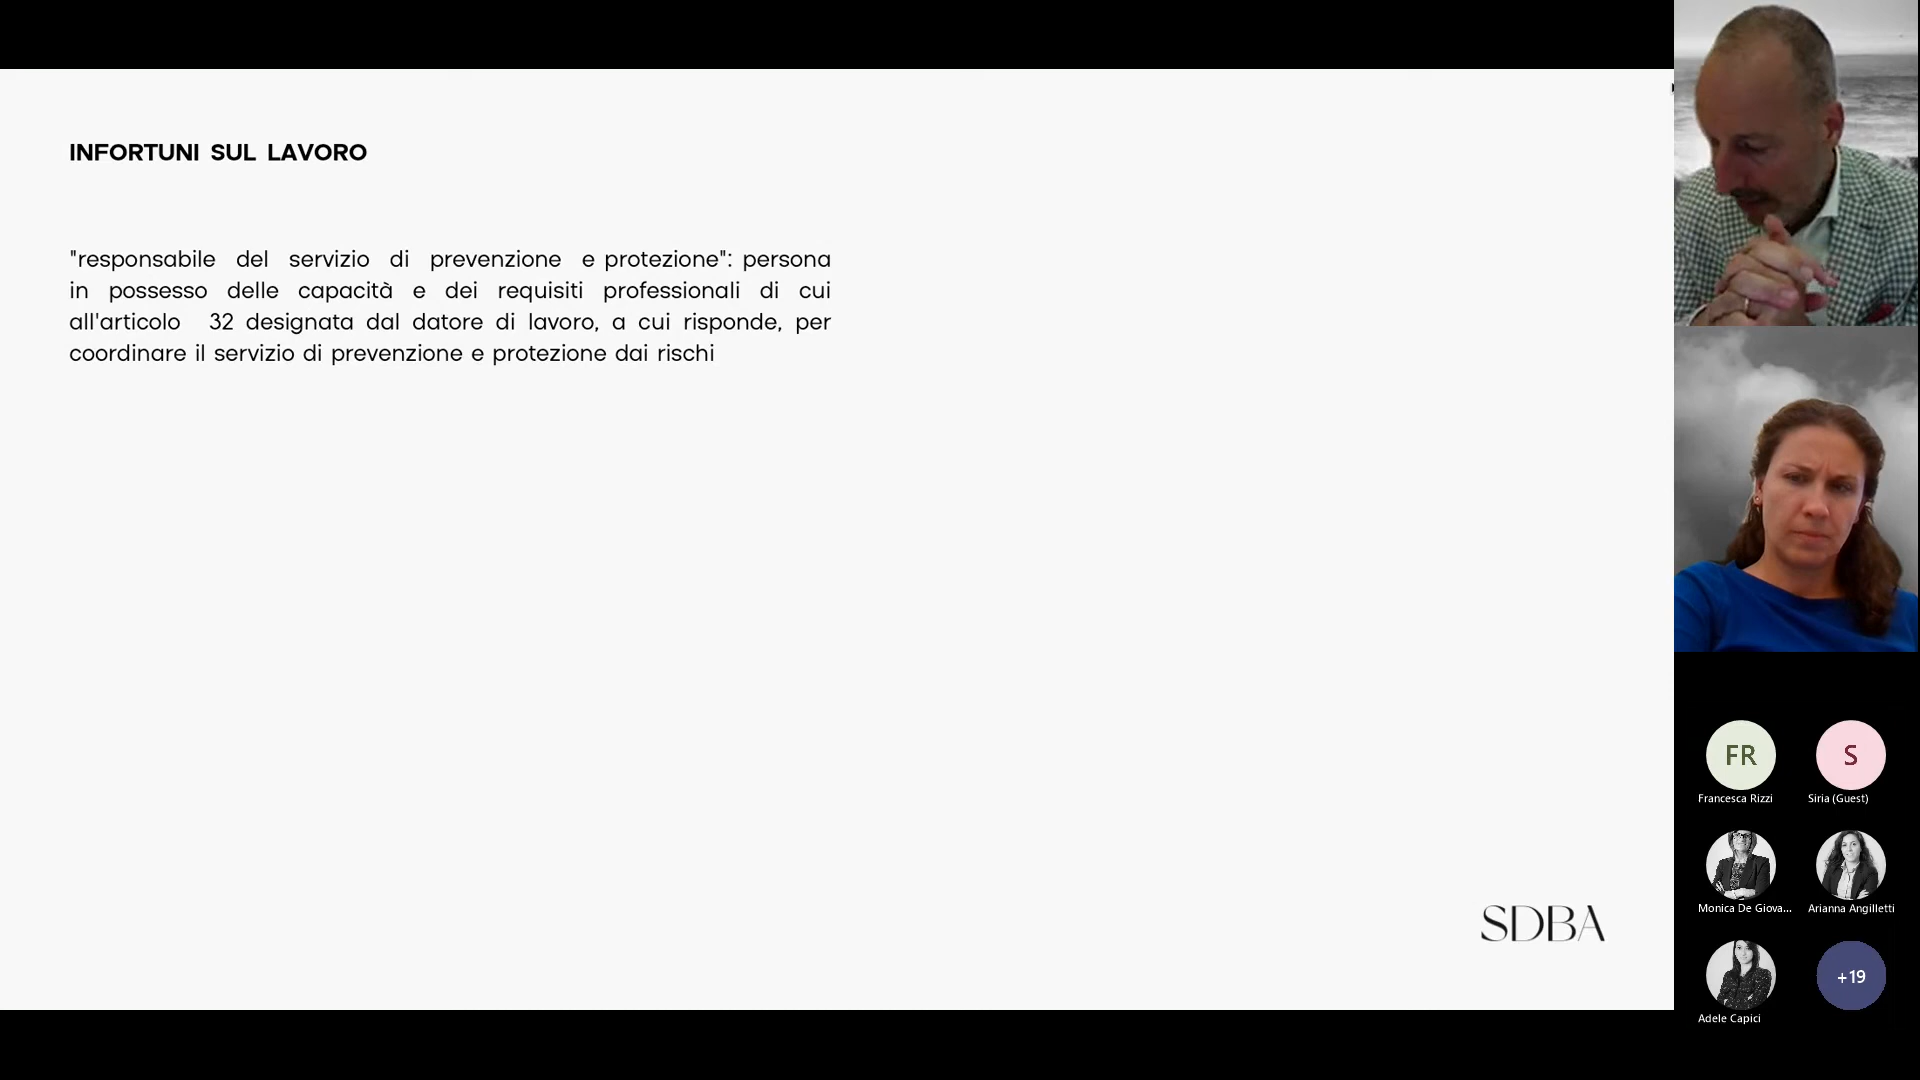 INFORTUNI SUL LAVORO
"responsabile del servizio di prevenzione e protezione": persona
in possesso delle capacità e dei requisiti professionali di cui
all'articolo 32 designata dal datore di lavoro, a cui risponde, per
coordinare il servizio di prevenzione e protezione dai rischi
SDBA
FR
S
Francesca Rizzi
Siria (Guest)
Monica De Giova...
Arianna Angilletti
+19
Adele Capici